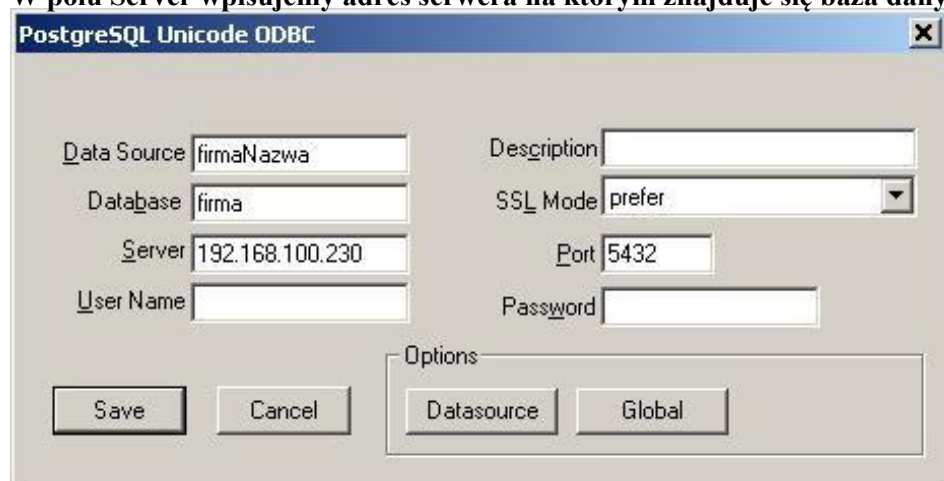 W polu Server wpisujemy adres serwera na którym znajduje się baza
PostgreSQL Unicode ODBC
Data Source firmaNazwa Description
Database firma SSL Mode prefer
Server 192.168.100.230 Port 5432
User Name Password
Options
Save Cancel Datasource Global